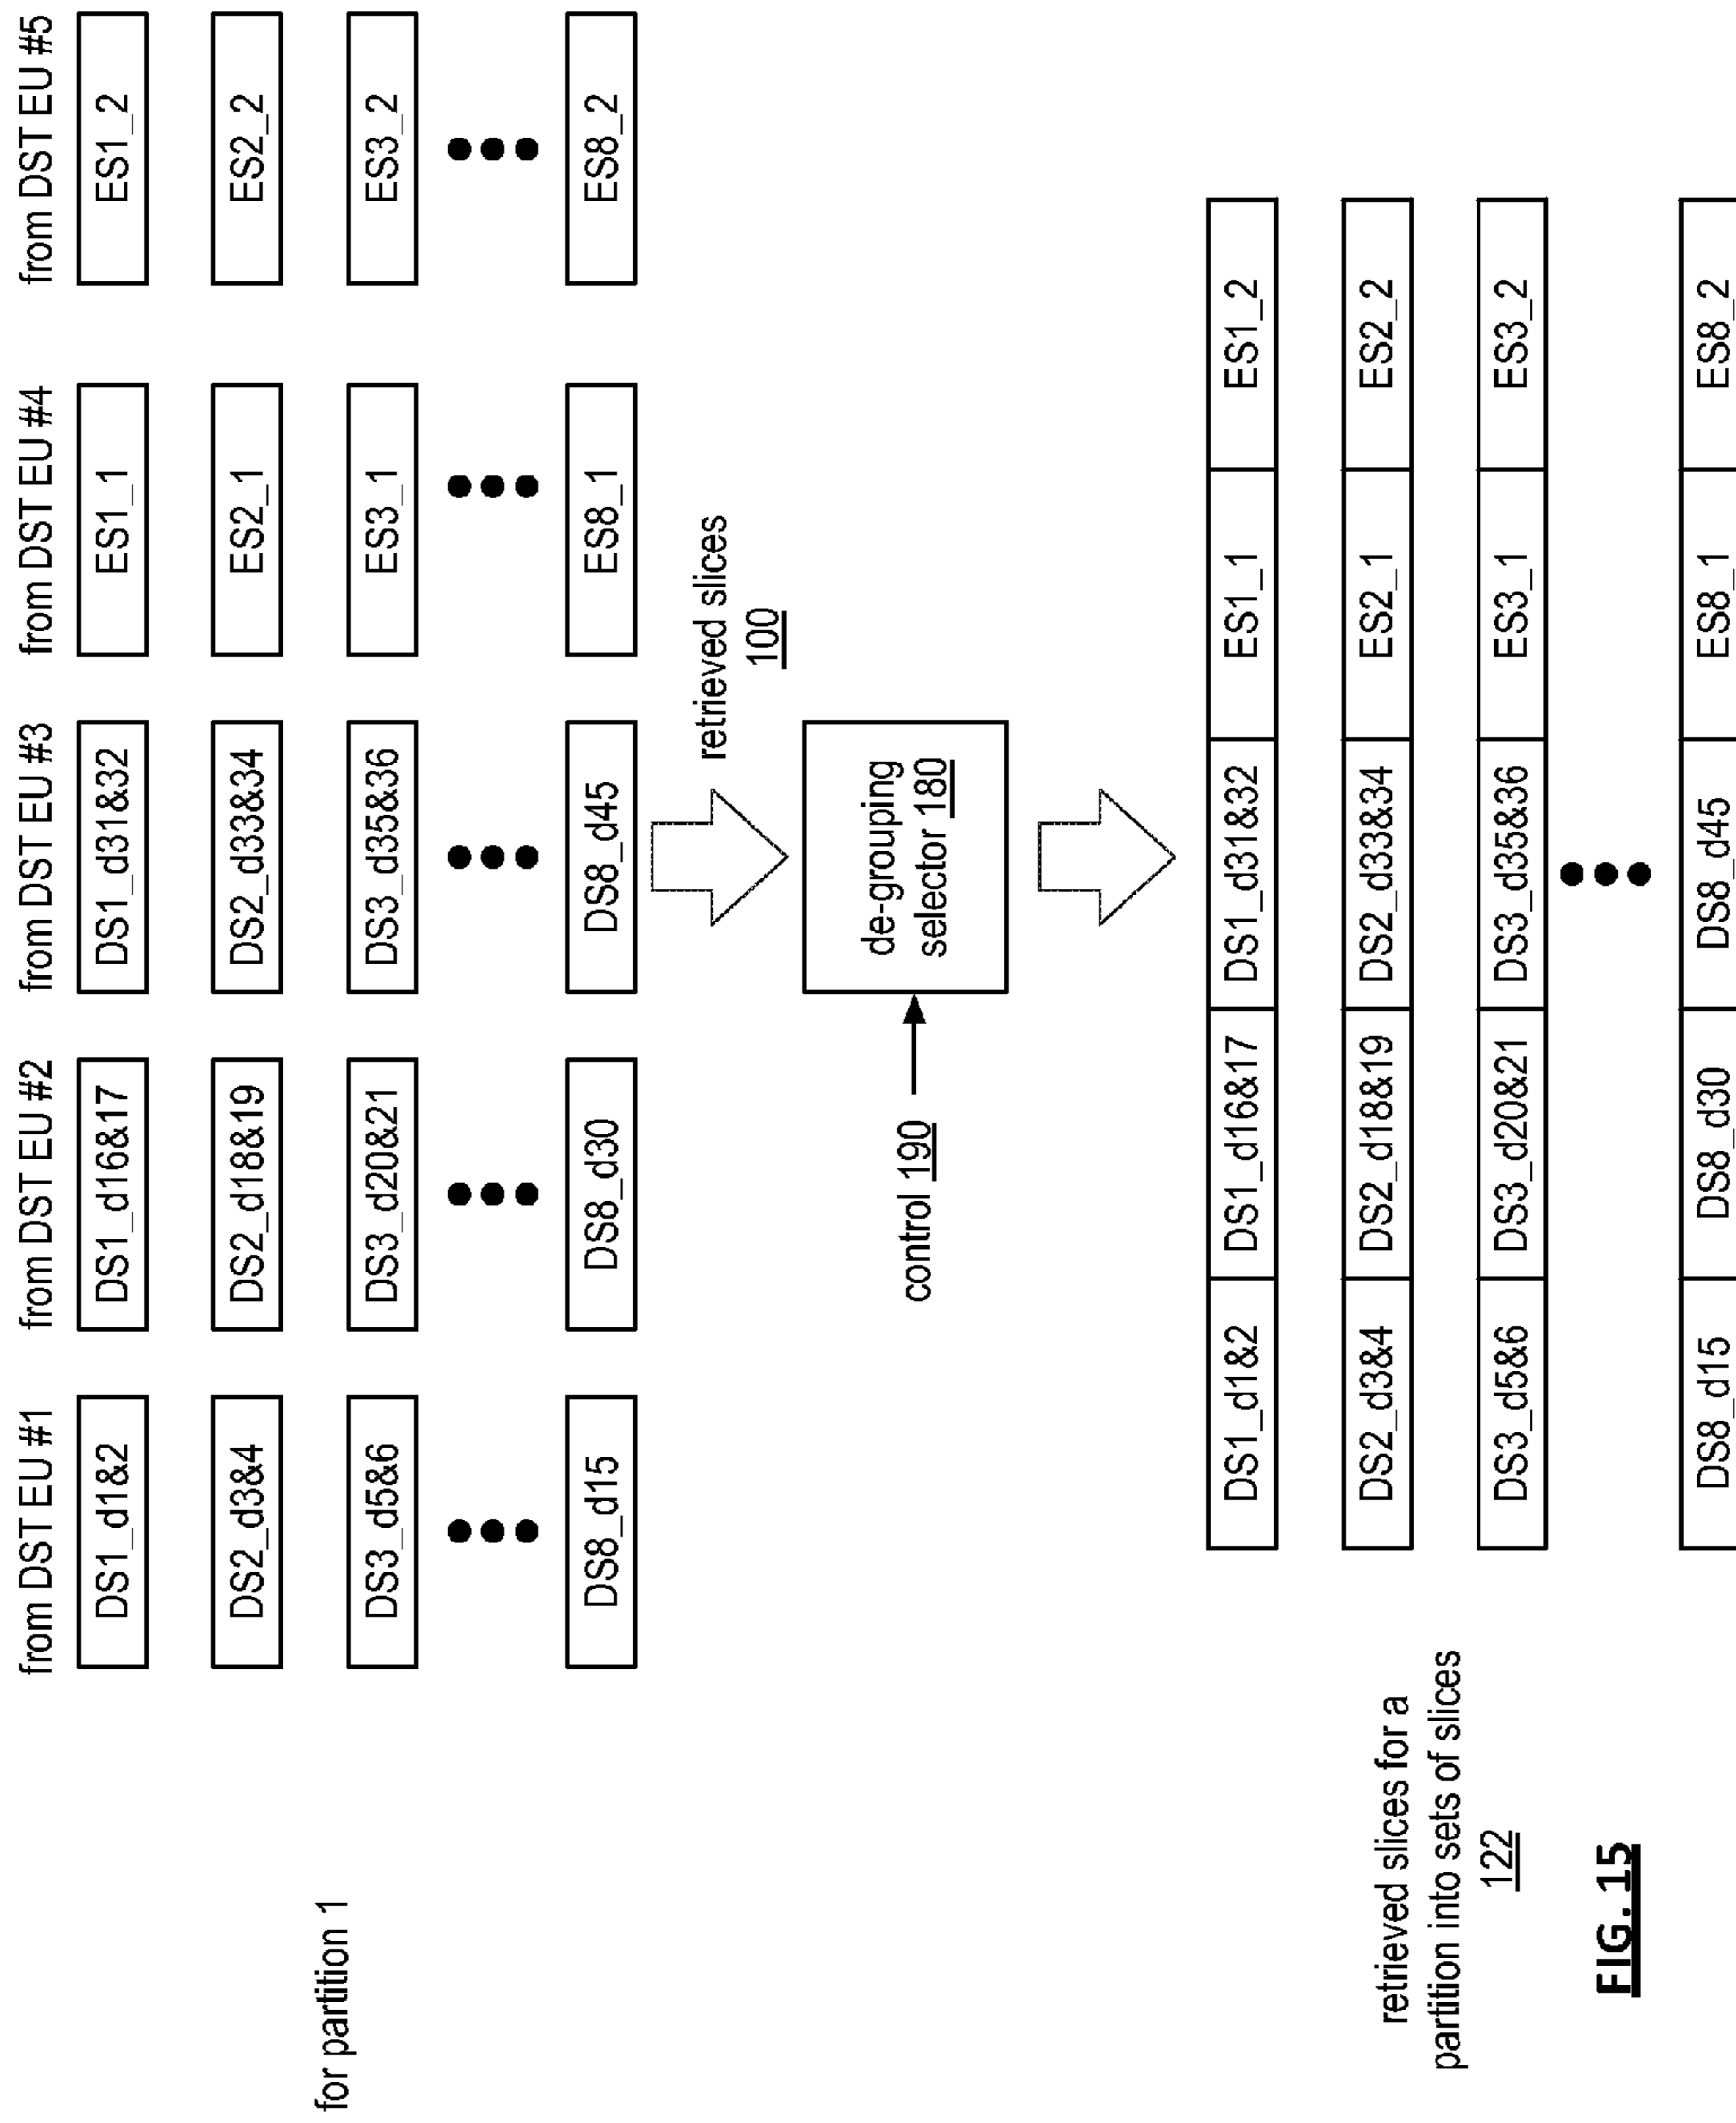 from DST EU #1
from DST EU #2
from DST EU #3
from DST EU #4
from DST EU #5
DS1_d1&2
DS1_d16&17
DS1_d31&32
ES1_1
ES1_2
DS2_d3&4
DS2_d18&19
DS2_d33&34
ES2_1
ES2_2
for partition 1
DS3_d5&6
DS3_d20&21
DS3_d35&36
ES3_1
ES3_2
DS8_d15
DS8_d30
DS8_d45
ES8_1
ES8_2
retrieved slices
100
control 190
de-grouping
selector 180
DS1_d1&2
DS1_d16&17
DS1_d31&32
ES1_1
ES1_2
retrieved slices for a
partition into sets of slices
122
DS2_d3&4
DS2_d18&19
DS2_d33&34
ES2_1
ES2_2
DS3_d5&6
DS3_d20&21
DS3_d35&36
ES3_1
ES3_2
DS8_d15
DS8_d30
DS8_d45
ES8_1
ES8_2
FIG. 15